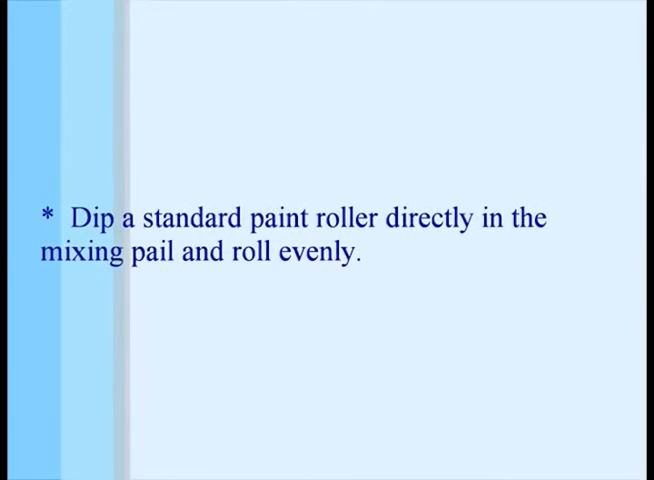 * Dip a standard paint roller directly in the
mixing pail and roll evenly.